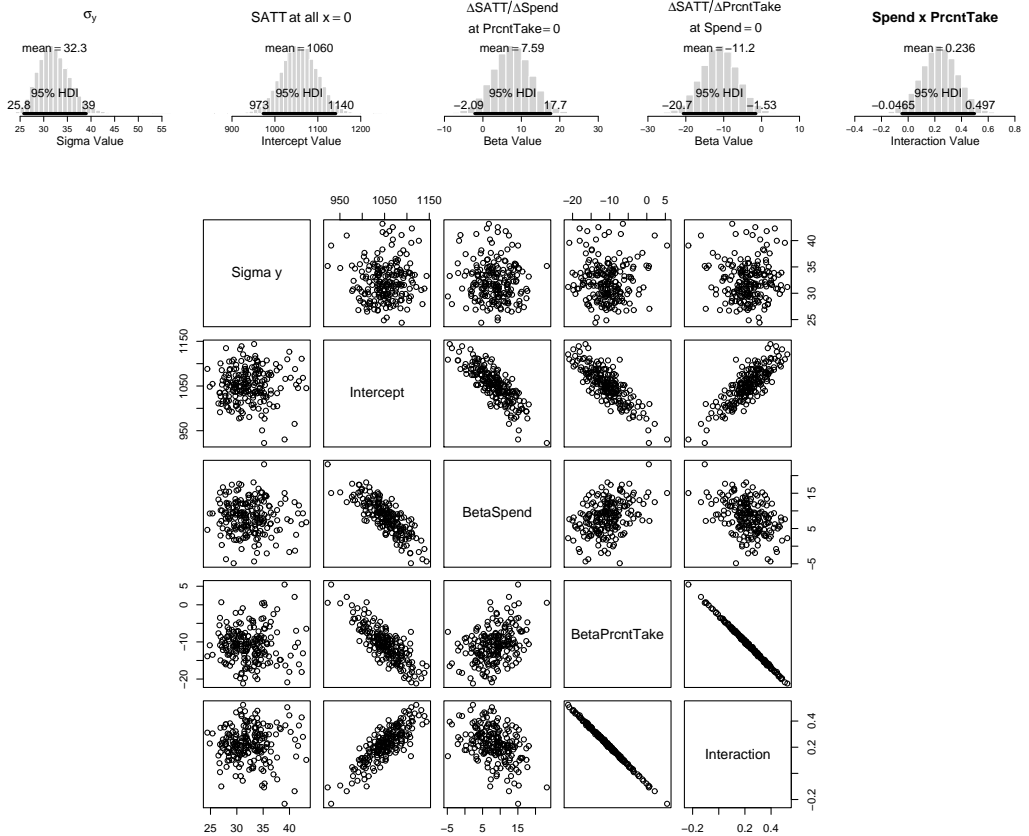 σy
mean = 32.3
95% HDI
25.8 39
25 30 35 40 45 50 55
Sigma Value
SATT at all x = 0
mean = 1060
95% HDI
973 1140
900 1000 1100 1200
Intercept Value
ΔSATT/ΔSpend
at PrcntTake = 0
mean = 7.59
95% HDI
−2.09 17.7
−10 0 10 20 30
Beta Value
ΔSATT/ΔPrcntTake
at Spend = 0
mean = −11.2
95% HDI
−20.7 −1.53
−30 −20 −10 0 10
Beta Value
Spend x PrcntTake
mean = 0.236
95% HDI
−0.0465 0.497
−0.4 −0.2 0.0 0.2 0.4 0.6 0.8
Interaction Value
950 1050 1150
−20 −10 0 5
Sigma y
25 30 35 40
950 1050 1150
Intercept
BetaSpend
−5 5 15
−20 −10 0 5
BetaPrcntTake
Interaction
−0.2 0.2 0.4
25 30 35 40
−5 5 15
−0.2 0.2 0.4